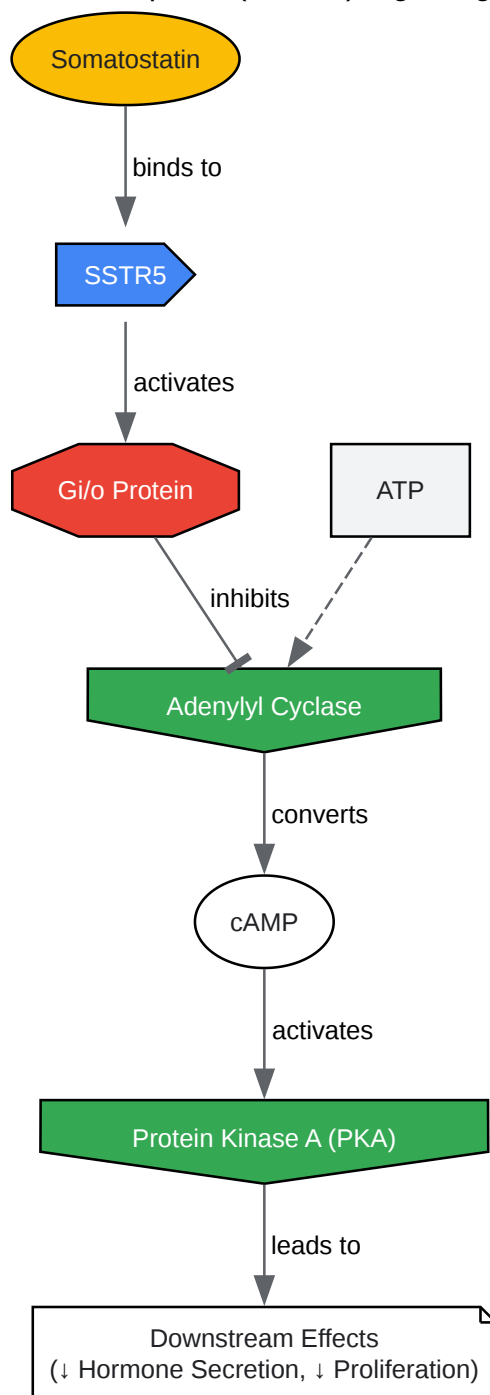 Somatostatin
binds to
SSTR5
activates
Gi/o Protein
ATP
inhibits
Adenylyl Cyclase
converts
cAMP
activates
Protein Kinase A (PKA)
leads to
Downstream Effects
(↓ Hormone Secretion, ↓ Proliferation)